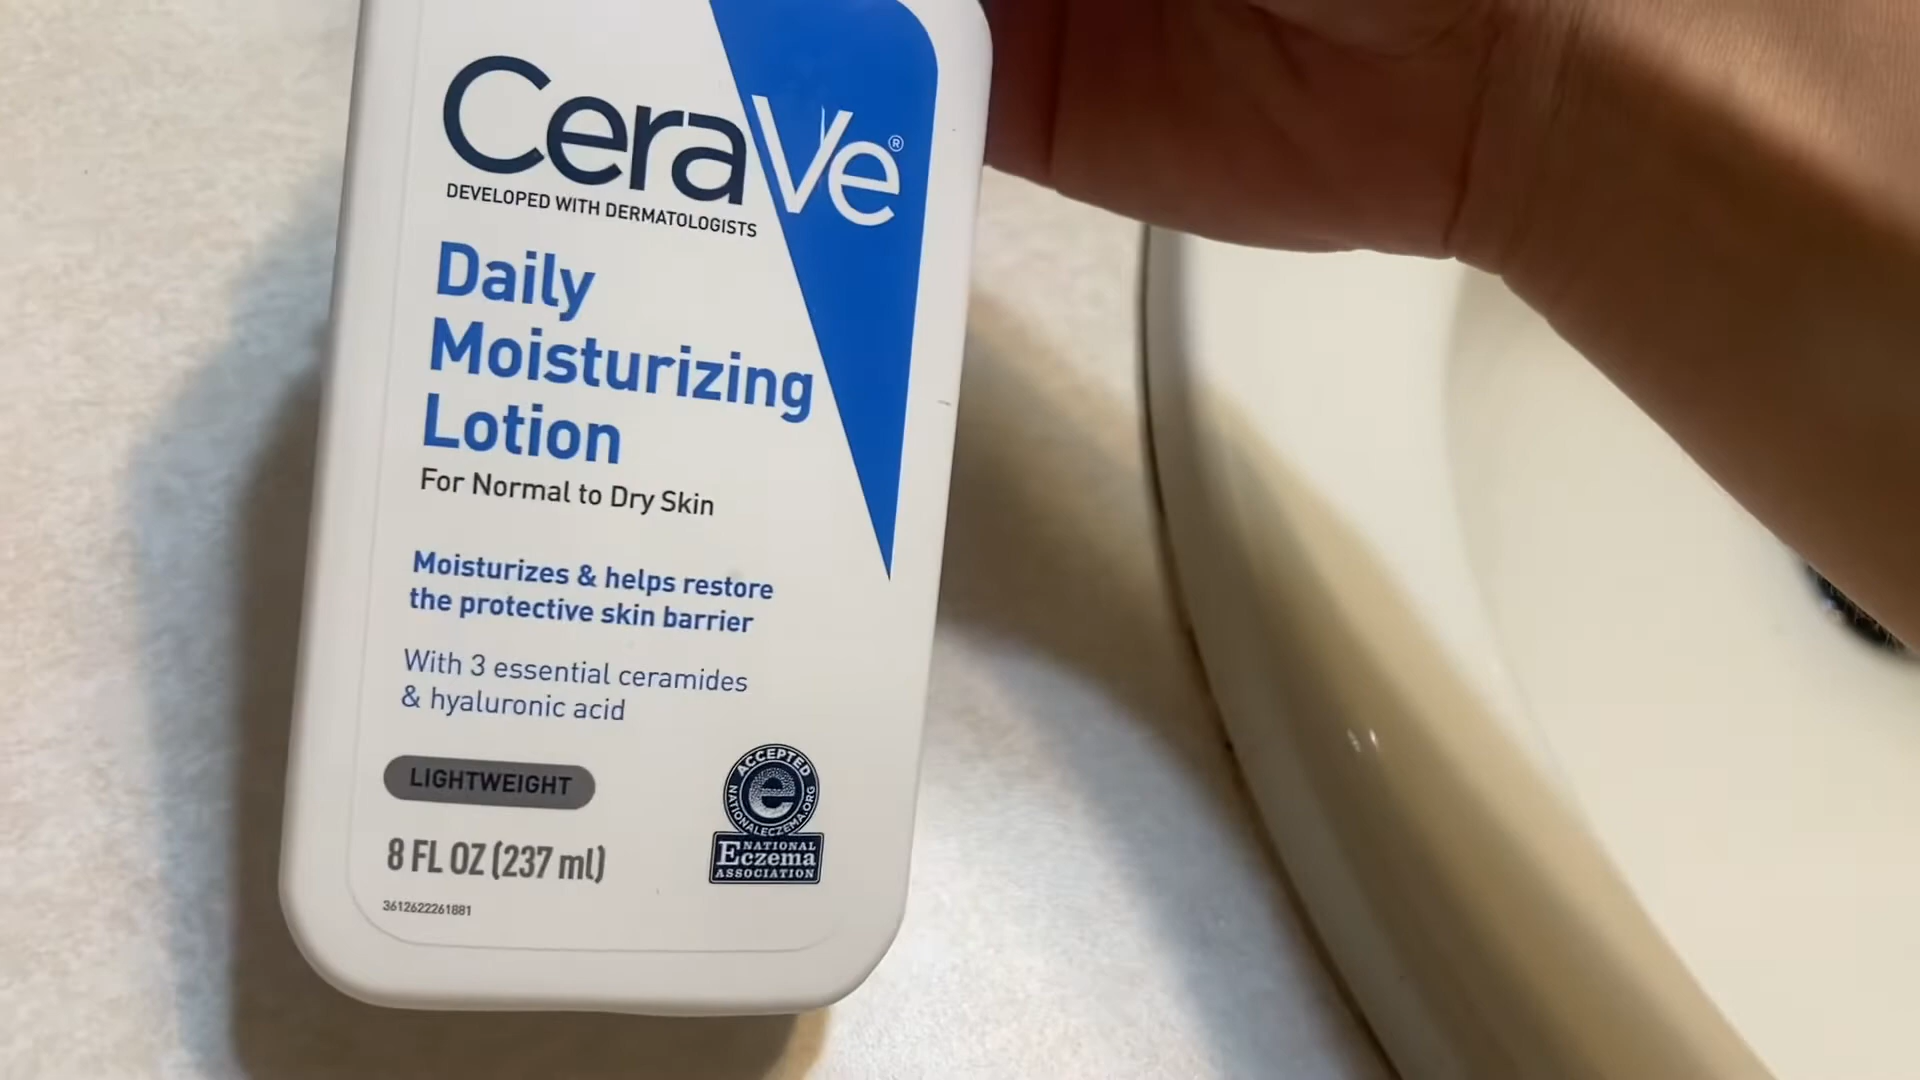 CeraVe®
DEVELOPED WITH DERMATOLOGISTS
Daily
Moisturizing
Lotion
For Normal to Dry Skin
Moisturizes & helps restore
the protective skin barrier
With 3 essential ceramides
& hyaluronic acid
LIGHTWEIGHT
8 FL OZ (237 ml)
3612622261881
ACCEPTED
e
NATIONALECZEMA.ORG
NATIONAL
Eczema
ASSOCIATION